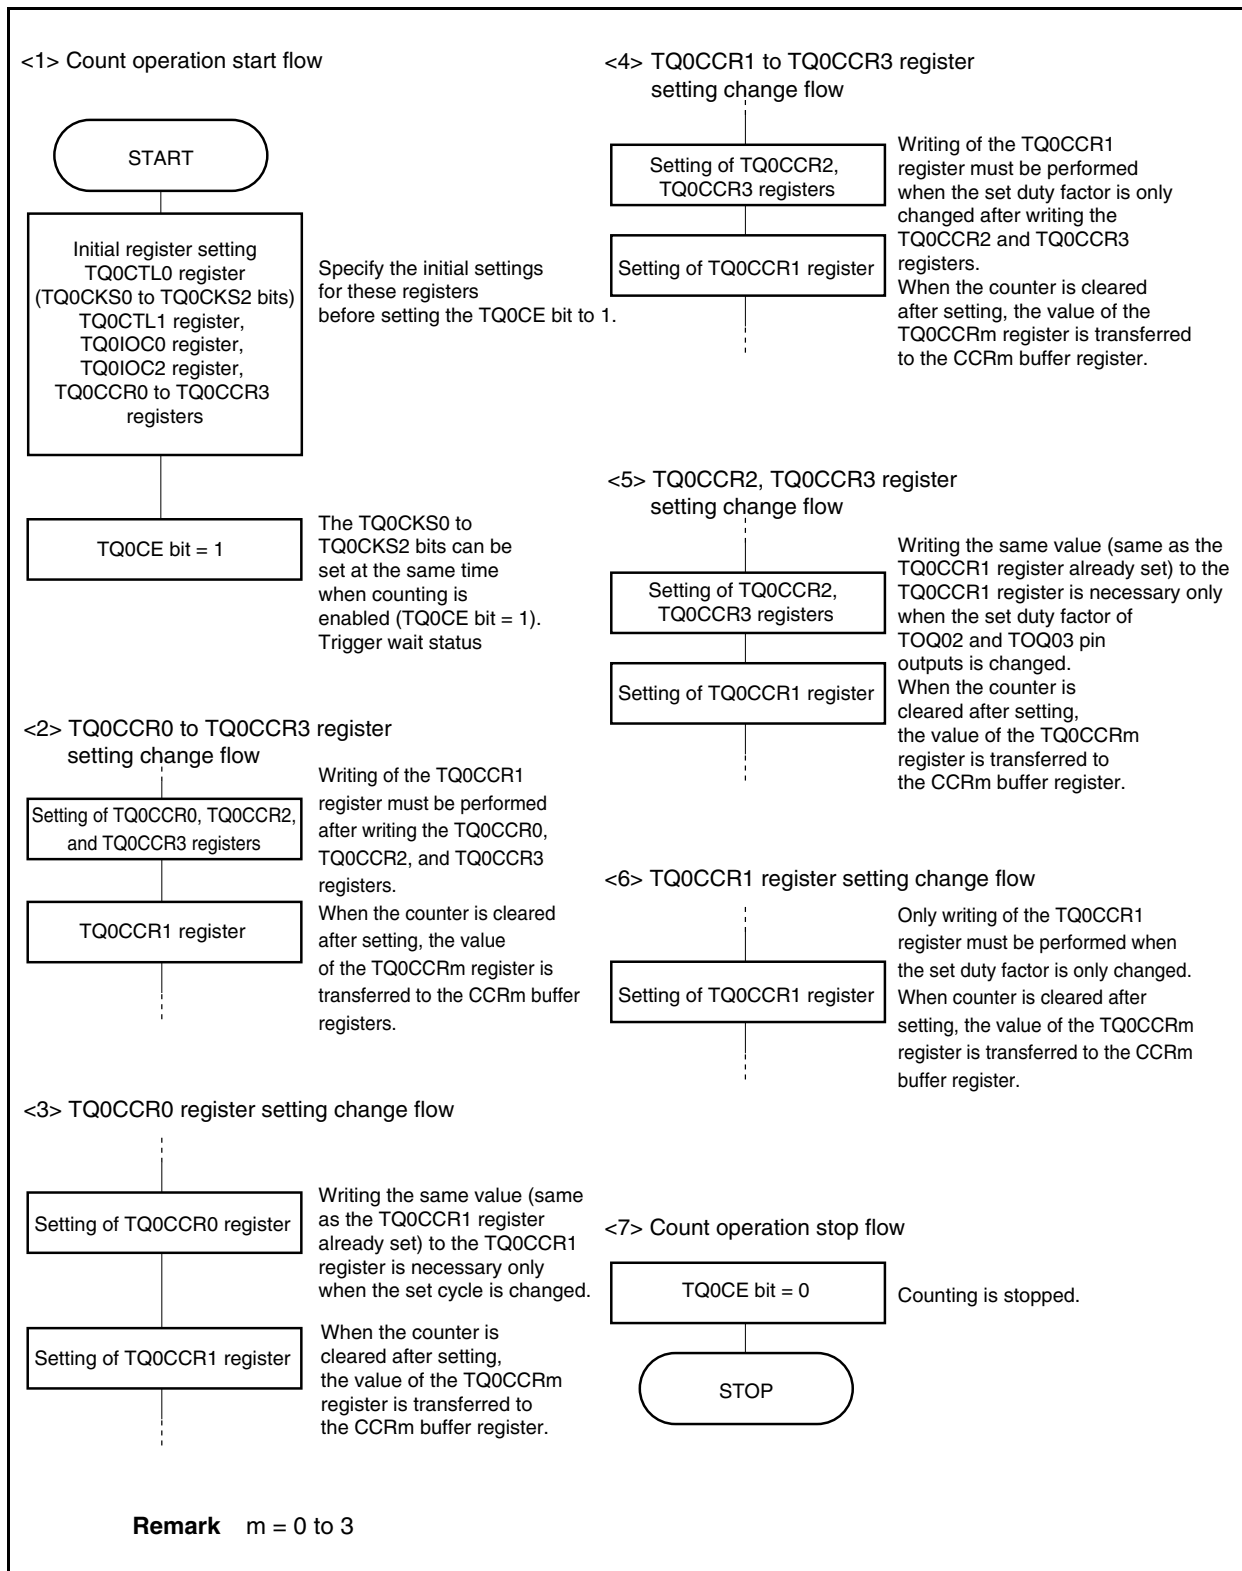 <1> Count operation start flow
START
Initial register setting
TQ0CTL0 register
(TQ0CKS0 to TQ0CKS2 bits)
TQ0CTL1 register,
TQ0IOC0 register,
TQ0IOC2 register,
TQ0CCR0 to TQ0CCR3
registers
Specify the initial settings
for these registers
before setting the TQ0CE bit to 1.
TQ0CE bit = 1
The TQ0CKS0 to
TQ0CKS2 bits can be
set at the same time
when counting is
enabled (TQ0CE bit = 1).
Trigger wait status
<2> TQ0CCR0 to TQ0CCR3 register
setting change flow
Setting of TQ0CCR0, TQ0CCR2,
and TQ0CCR3 registers
TQ0CCR1 register
Writing of the TQ0CCR1
register must be performed
after writing the TQ0CCR0,
TQ0CCR2, and TQ0CCR3
registers.
When the counter is cleared
after setting, the value
of the TQ0CCRm register is
transferred to the CCRm buffer
registers.
<3> TQ0CCR0 register setting change flow
Setting of TQ0CCR0 register
Writing the same value (same
as the TQ0CCR1 register
already set) to the TQ0CCR1
register is necessary only
when the set cycle is changed.
Setting of TQ0CCR1 register
When the counter is
cleared after setting,
the value of the TQ0CCRm
register is transferred to
the CCRm buffer register.
<4> TQ0CCR1 to TQ0CCR3 register
setting change flow
Setting of TQ0CCR2,
TQ0CCR3 registers
Setting of TQ0CCR1 register
Writing of the TQ0CCR1
register must be performed
when the set duty factor is only
changed after writing the
TQ0CCR2 and TQ0CCR3
registers.
When the counter is cleared
after setting, the value of the
TQ0CCRm register is transferred
to the CCRm buffer register.
<5> TQ0CCR2, TQ0CCR3 register
setting change flow
Setting of TQ0CCR2,
TQ0CCR3 registers
Setting of TQ0CCR1 register
Writing the same value (same as the
TQ0CCR1 register already set) to the
TQ0CCR1 register is necessary only
when the set duty factor of
TOQ02 and TOQ03 pin
outputs is changed.
When the counter is
cleared after setting,
the value of the TQ0CCRm
register is transferred to
the CCRm buffer register.
<6> TQ0CCR1 register setting change flow
Setting of TQ0CCR1 register
Only writing of the TQ0CCR1
register must be performed when
the set duty factor is only changed.
When counter is cleared after
setting, the value of the TQ0CCRm
register is transferred to the CCRm
buffer register.
<7> Count operation stop flow
TQ0CE bit = 0
Counting is stopped.
STOP
Remark m = 0 to 3